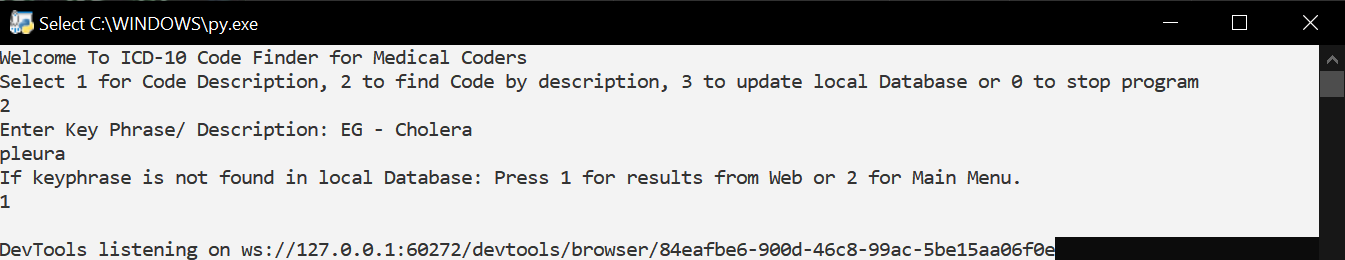 Select C:\WINDOWS\py.exe
Welcome To ICD-10 Code Finder for Medical Coders
Select 1 for Code Description, 2 to find Code by description, 3 to update local Database or 0 to stop program
2
Enter Key Phrase/ Description: EG - Cholera
pleura
If keyphrase is not found in local Database: Press 1 for results from Web or 2 for Main Menu.
1
DevTools listening on ws://127.0.0.1:60272/devtools/browser/84eafbe6-900d-46c8-99ac-5be15aa06f0e